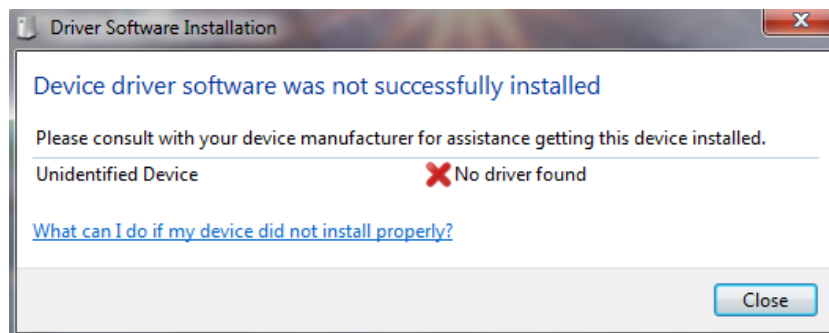 Driver Software Installation
Device driver software was not successfully installed
Please consult with your device manufacturer for assistance getting this device installed.
Unidentified Device No driver found
What can I do if my device did not install properly?
Close